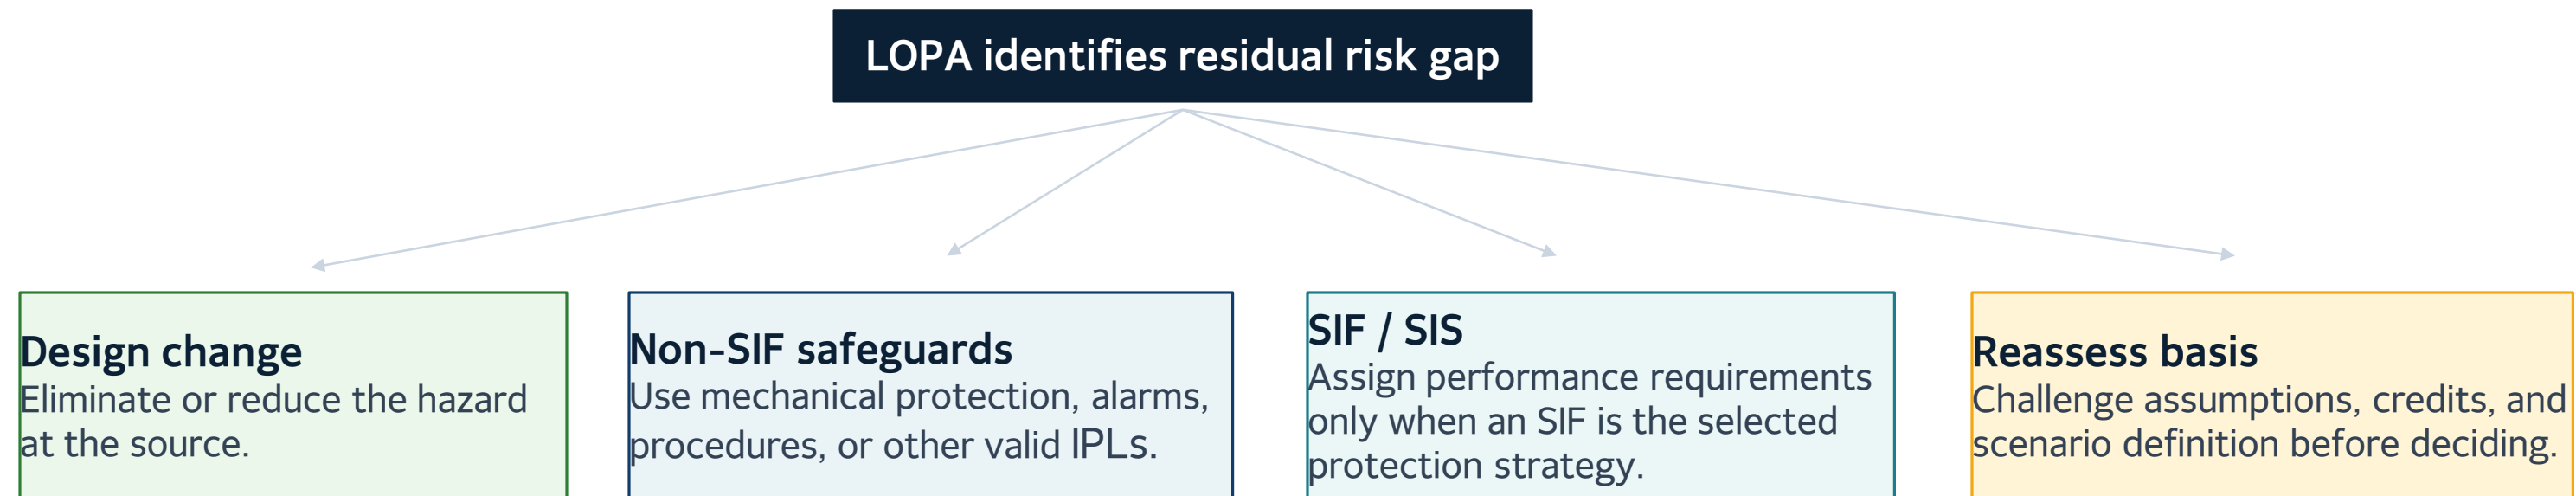 LOPA identifies residual risk gap
Design change
Eliminate or reduce the hazard
at the source.
Non-SIF safeguards
Use mechanical protection, alarms,
procedures, or other valid IPLs.
SIF / SIS
Assign performance requirements
only when an SIF is the selected
protection strategy.
Reassess basis
Challenge assumptions, credits, and
scenario definition before deciding.